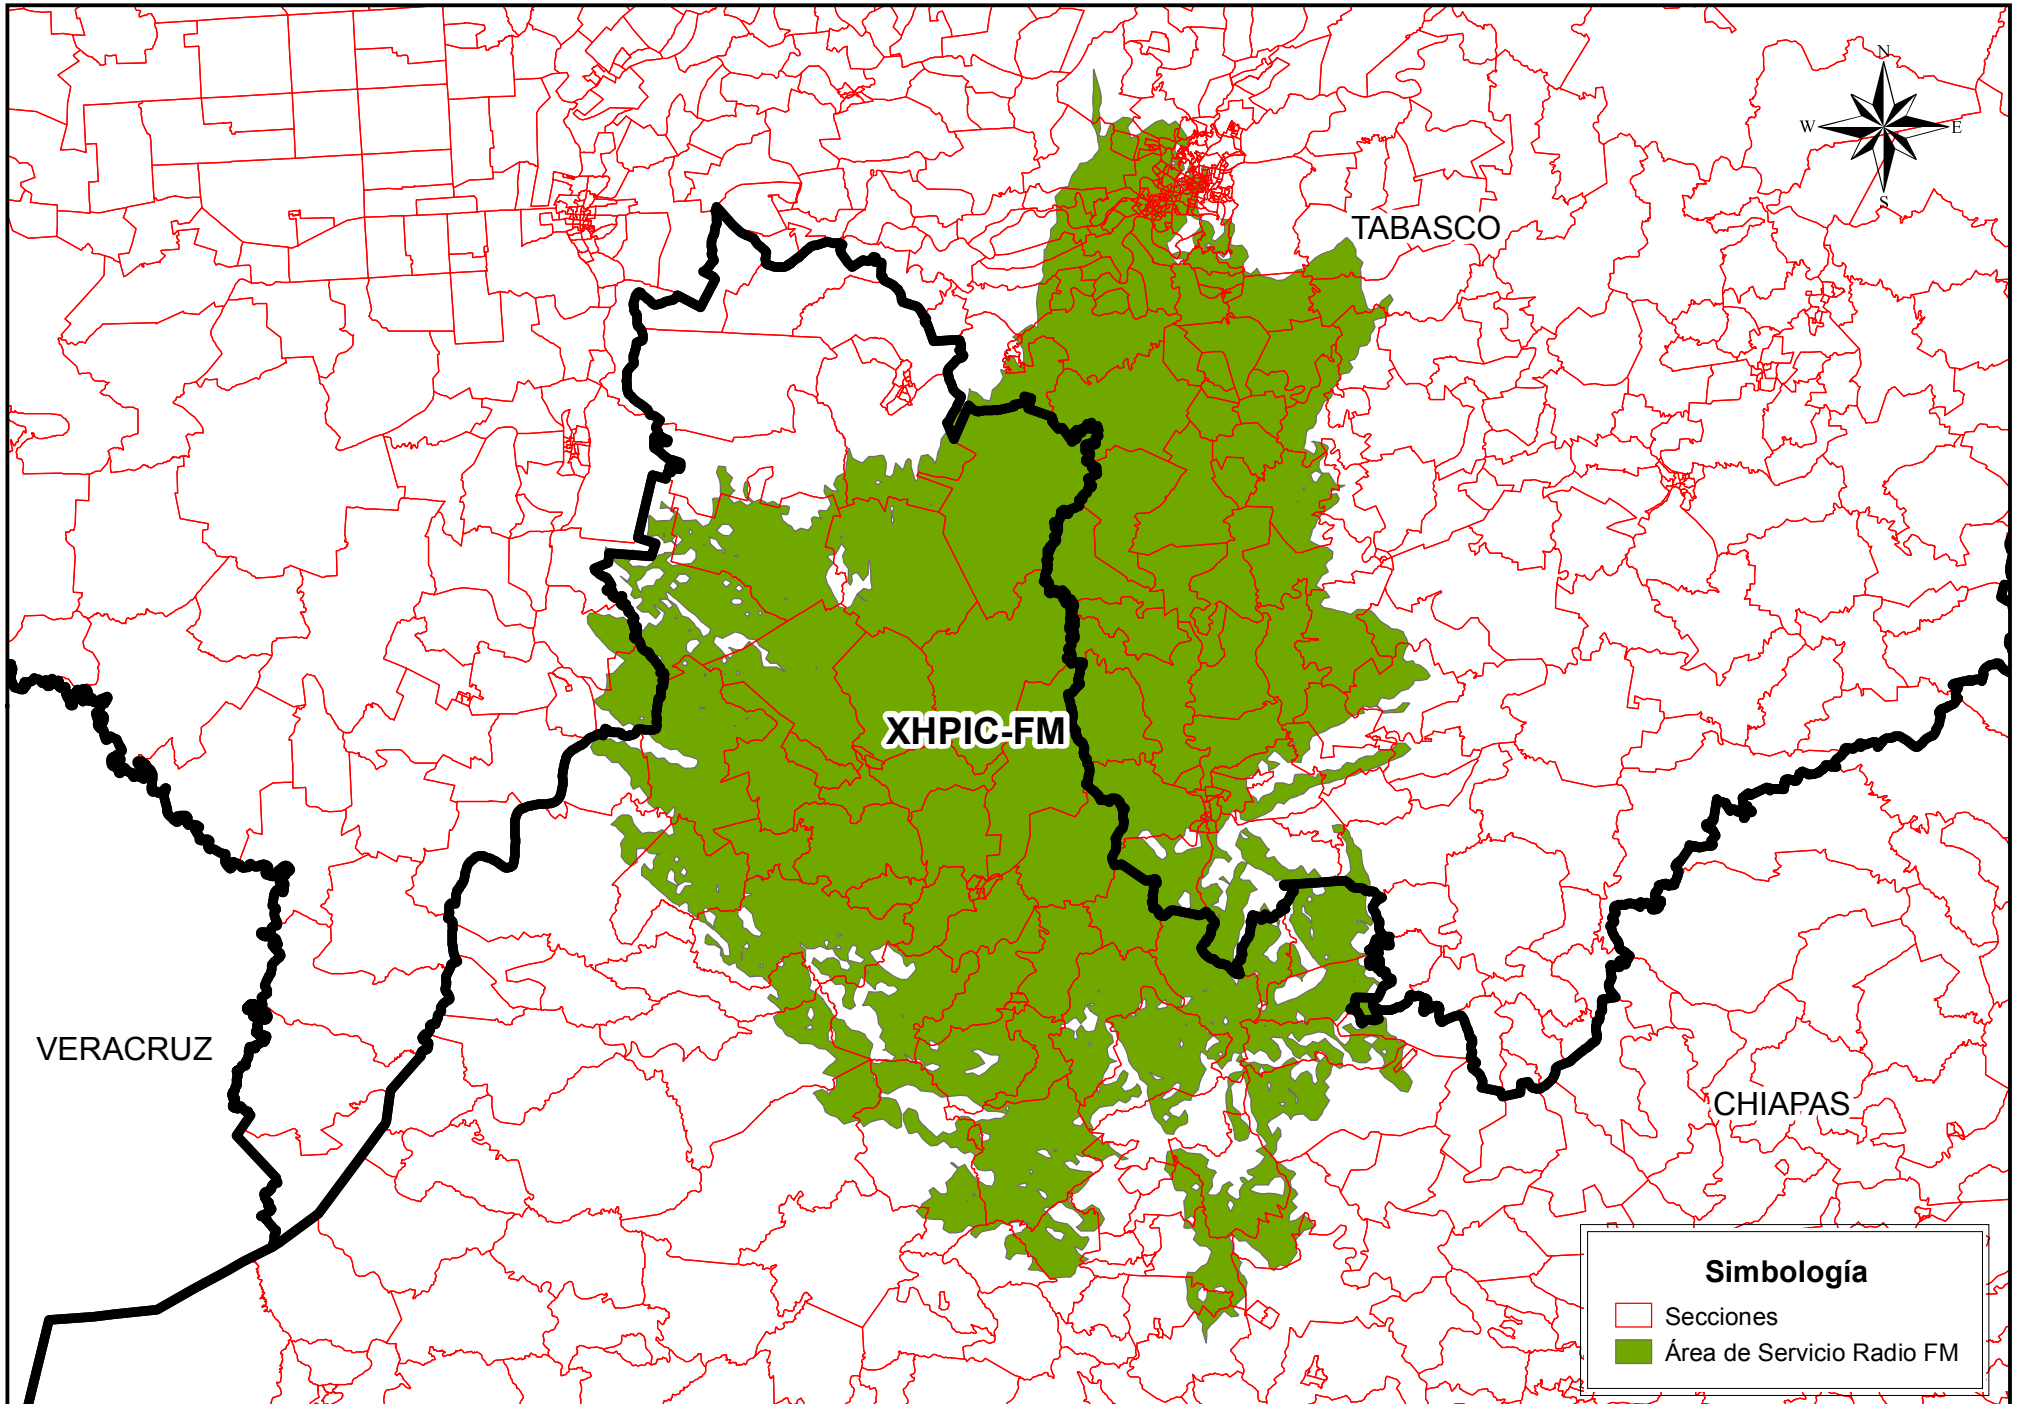 N
W E
S
TABASCO
XHPIC-FM
VERACRUZ
CHIAPAS
Simbología
Secciones
Área de Servicio Radio FM